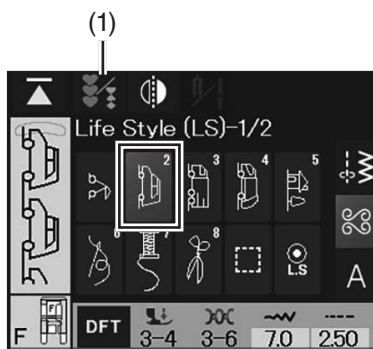 (1)
Life Style (LS)-1/2
2 3 4 5
6 7 8 L.S
A
F DFT 3-4 3-6 7.0 2.50